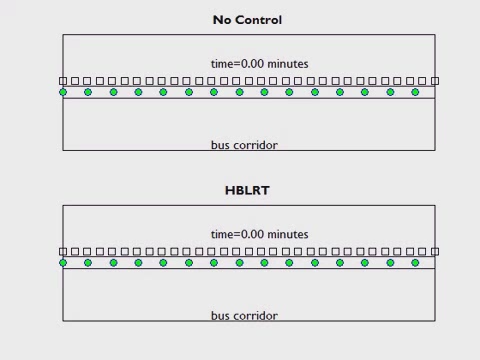 No Control
time=0.00 minutes
bus corridor
HBLRT
time=0.00 minutes
bus corridor